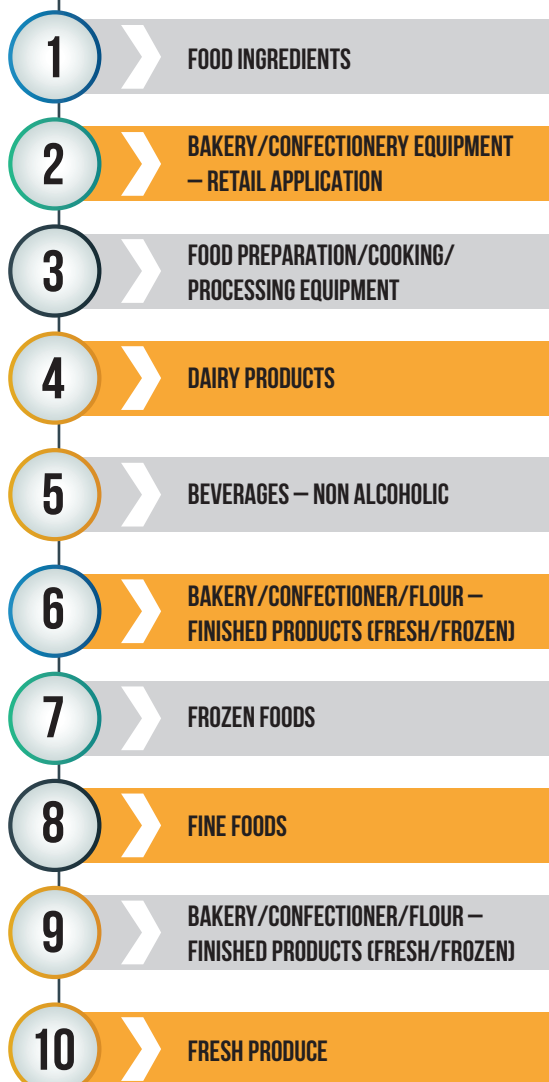 1
FOOD INGREDIENTS
2
BAKERY/CONFECTIONERY EQUIPMENT
– RETAIL APPLICATION
3
FOOD PREPARATION/COOKING/
PROCESSING EQUIPMENT
4
DAIRY PRODUCTS
5
BEVERAGES – NON ALCOHOLIC
6
BAKERY/CONFECTIONER/FLOUR –
FINISHED PRODUCTS (FRESH/FROZEN)
7
FROZEN FOODS
8
FINE FOODS
9
BAKERY/CONFECTIONER/FLOUR –
FINISHED PRODUCTS (FRESH/FROZEN)
10
FRESH PRODUCE